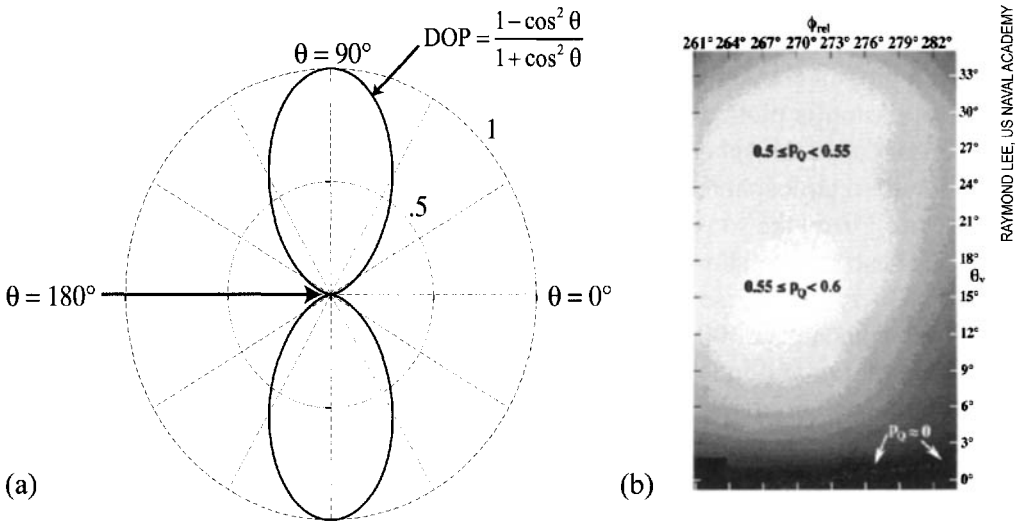 DOP = (1 − cos² θ) / (1 + cos² θ)
θ = 90°
1
.5
θ = 180°
θ = 0°
(a)
ϕrel
261° 264° 267° 270° 273° 276° 279° 282°
33°
30°
27°
24°
21°
18°
θv
15°
12°
9°
6°
3°
0°
0.5 ≤ pQ < 0.55
0.55 ≤ pQ < 0.6
pQ ≈ 0
(b)
RAYMOND LEE, US NAVAL ACADEMY